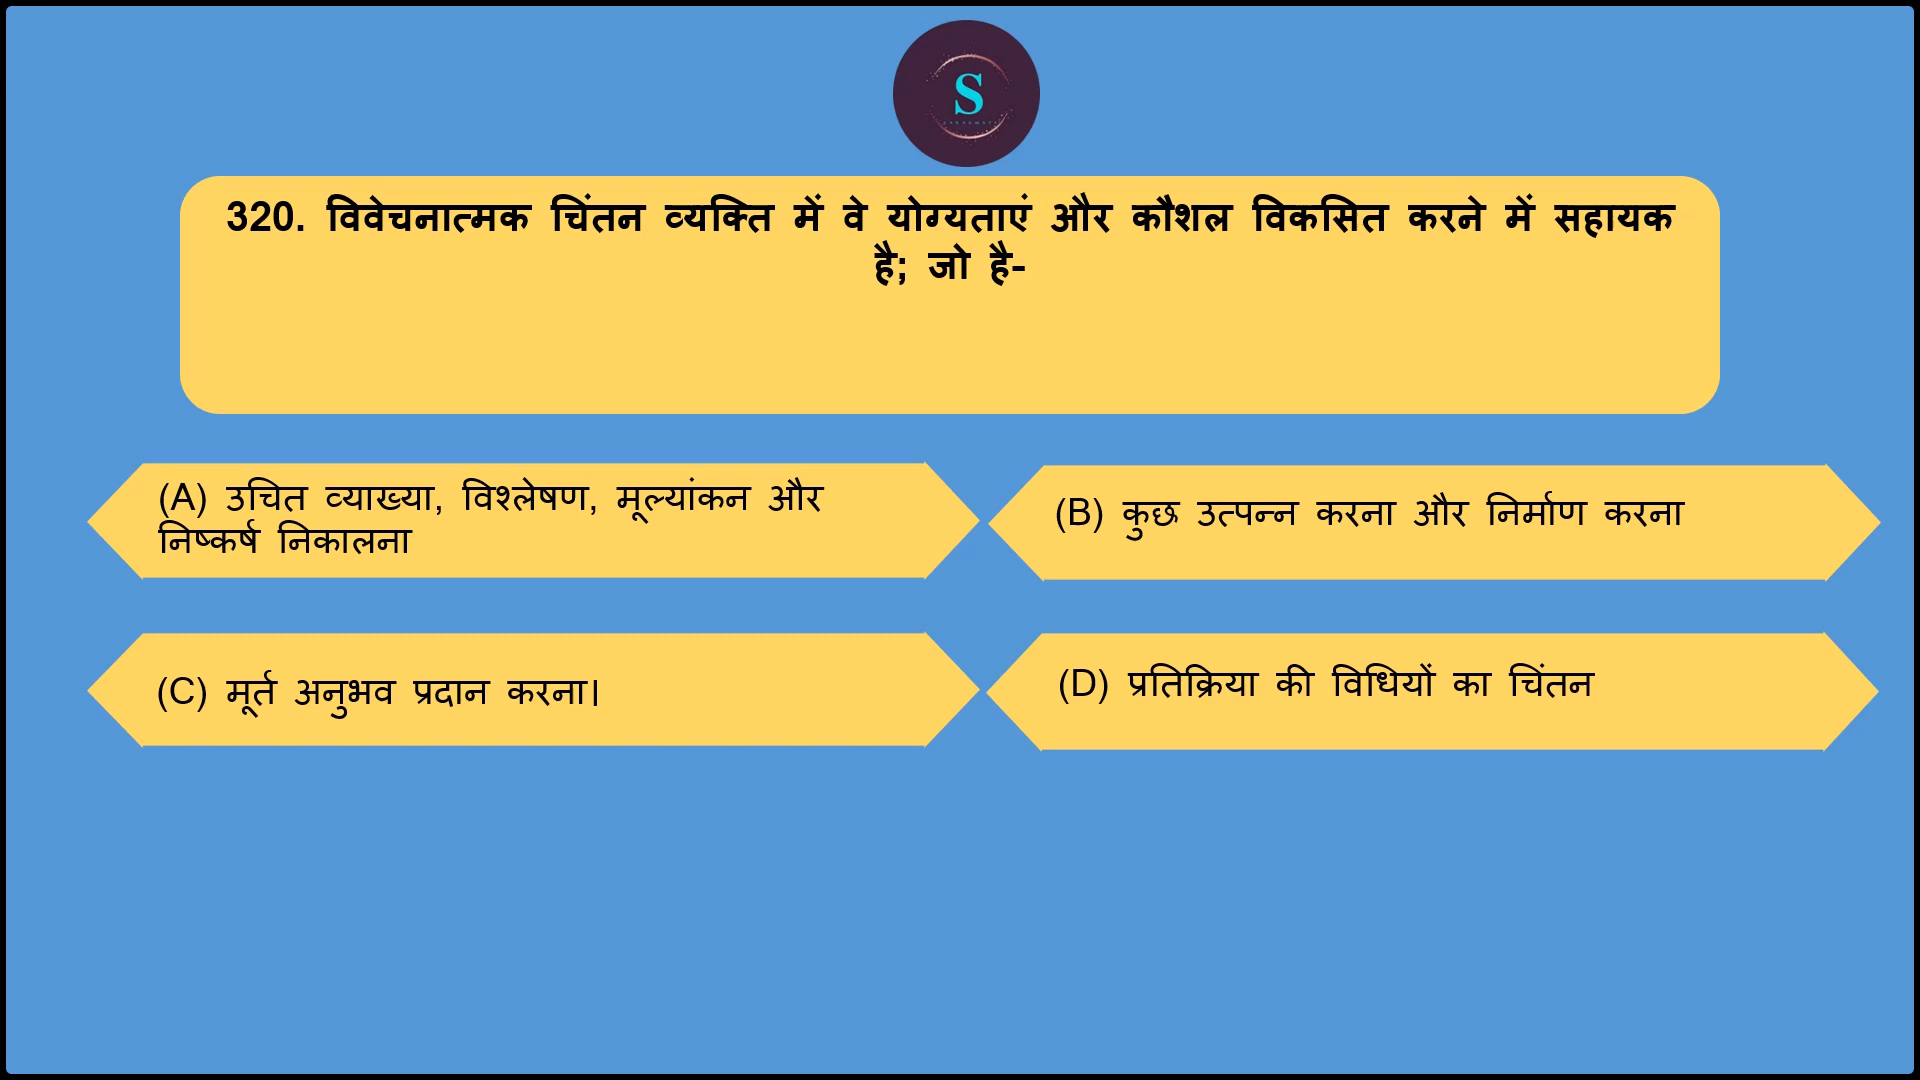 S
320. विवेचनात्मक चिंतन व्यक्ति में वे योग्यताएं और कौशल विकसित करने में सहायक
है; जो है-
(A) उचित व्याख्या, विश्लेषण, मूल्यांकन और
निष्कर्ष निकालना
(B) कुछ उत्पन्न करना और निर्माण करना
(C) मूर्त अनुभव प्रदान करना।
(D) प्रतिक्रिया की विधियों का चिंतन